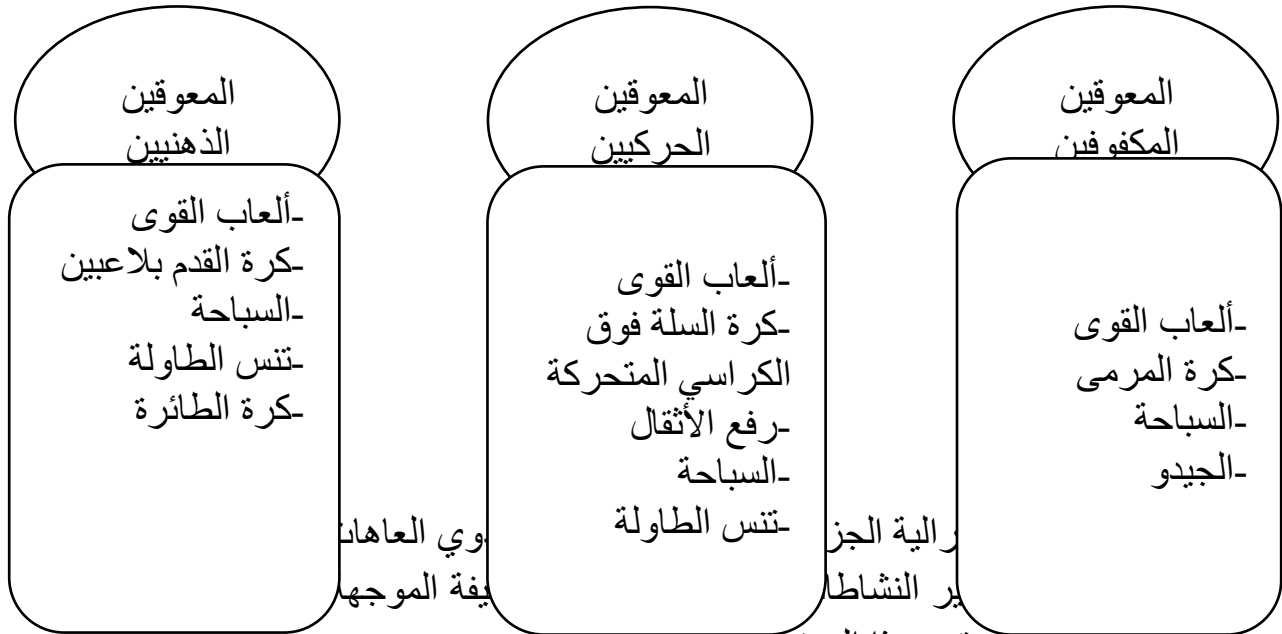 المعوقين
المكفوفين
-ألعاب القوى
-كرة المرمى
-السباحة
-الجيدو
المعوقين
الحركيين
-ألعاب القوى
-كرة السلة فوق
الكراسي المتحركة
-رفع الأثقال
-السباحة
-تنس الطاولة
المعوقين
الذهنيين
-ألعاب القوى
-كرة القدم بلاعبين
-السباحة
-تنس الطاولة
-كرة الطائرة
العاهات